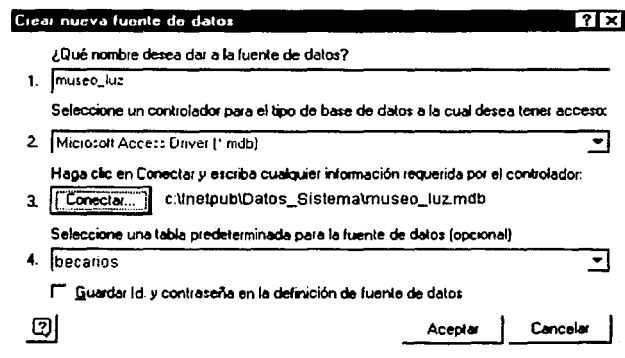 Crear nueva fuente de datos
¿Qué nombre desea dar a la fuente de datos?
1. museo_luz
Seleccione un controlador para el tipo de base de datos a la cual desea tener acceso:
2. Microsoft Access Driver (*.mdb)
Haga clic en Conectar y escriba cualquier información requerida por el controlador:
3. Conectar... c:\Inetpub\Datos_Sistema\museo_luz.mdb
Seleccione una tabla predeterminada para la fuente de datos (opcional)
4. becarios
Guardar Id. y contraseña en la definición de fuente de datos
Aceptar Cancelar